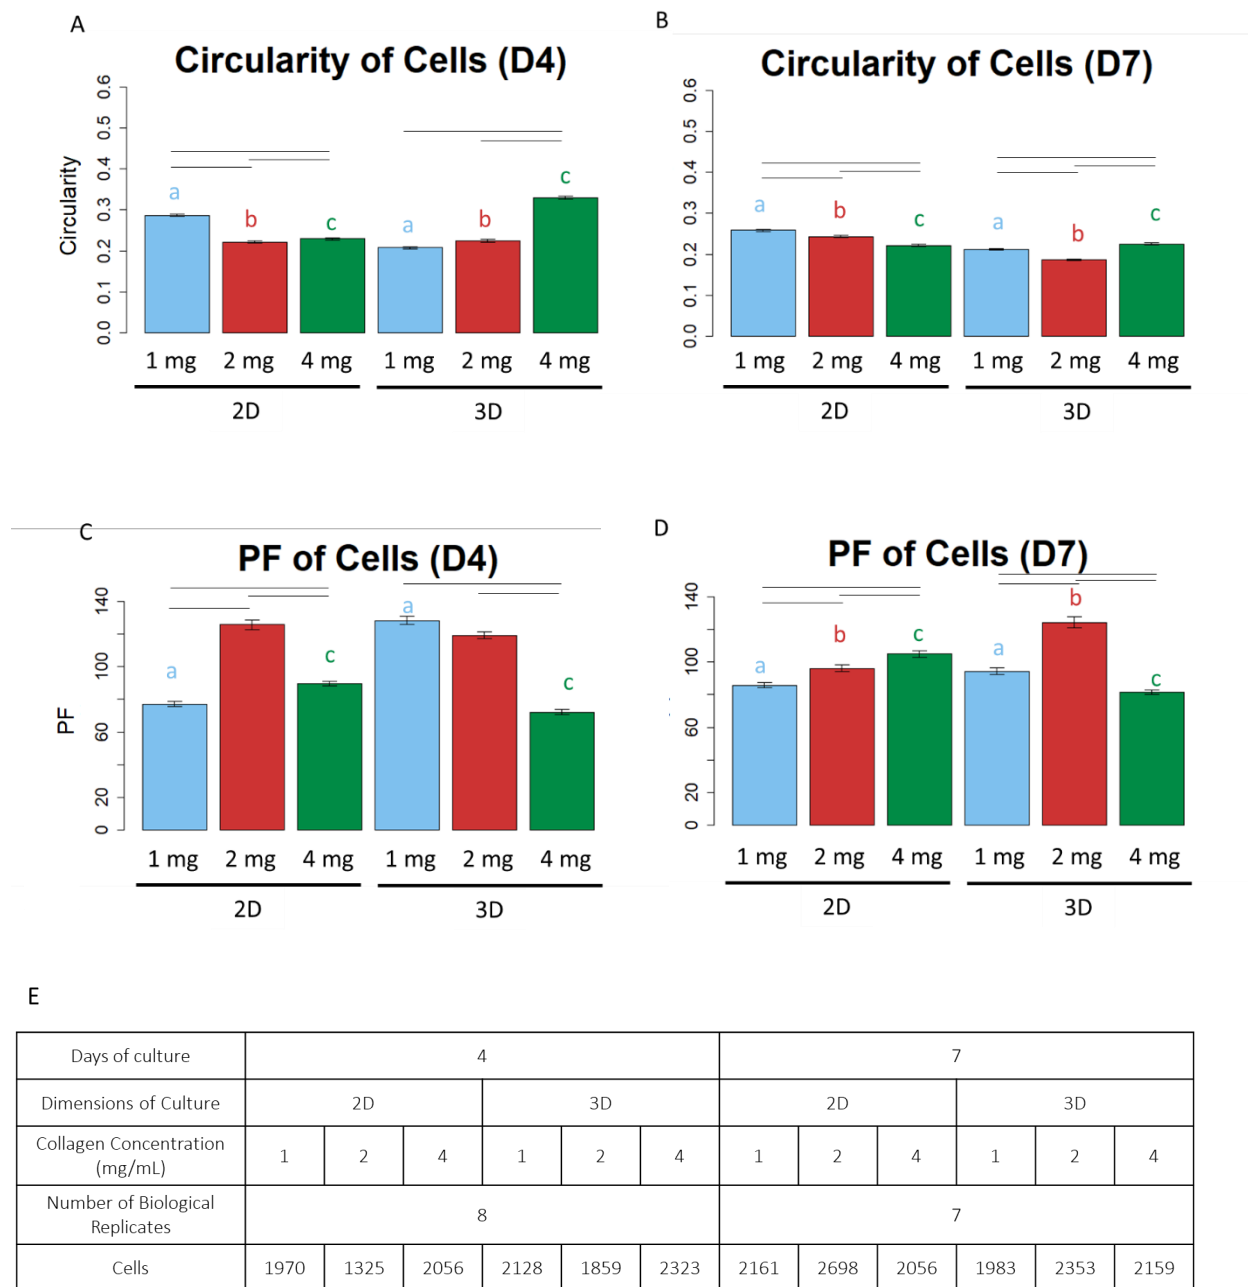 A
Circularity of Cells (D4)
Circularity
0.0 0.1 0.2 0.3 0.4 0.5 0.6
a b c a b c
1 mg 2 mg 4 mg 1 mg 2 mg 4 mg
2D 3D
B
Circularity of Cells (D7)
0.0 0.1 0.2 0.3 0.4 0.5 0.6
a b c a b c
1 mg 2 mg 4 mg 1 mg 2 mg 4 mg
2D 3D
C
PF of Cells (D4)
PF
0 20 60 100 140
a c a c
1 mg 2 mg 4 mg 1 mg 2 mg 4 mg
2D 3D
D
PF of Cells (D7)
0 20 60 100 140
a b c a b c
1 mg 2 mg 4 mg 1 mg 2 mg 4 mg
2D 3D
E
Days of culture 4 7
Dimensions of Culture 2D 3D 2D 3D
Collagen Concentration
(mg/mL) 1 2 4 1 2 4 1 2 4 1 2 4
Number of Biological
Replicates 8 7
Cells 1970 1325 2056 2128 1859 2323 2161 2698 2056 1983 2353 2159